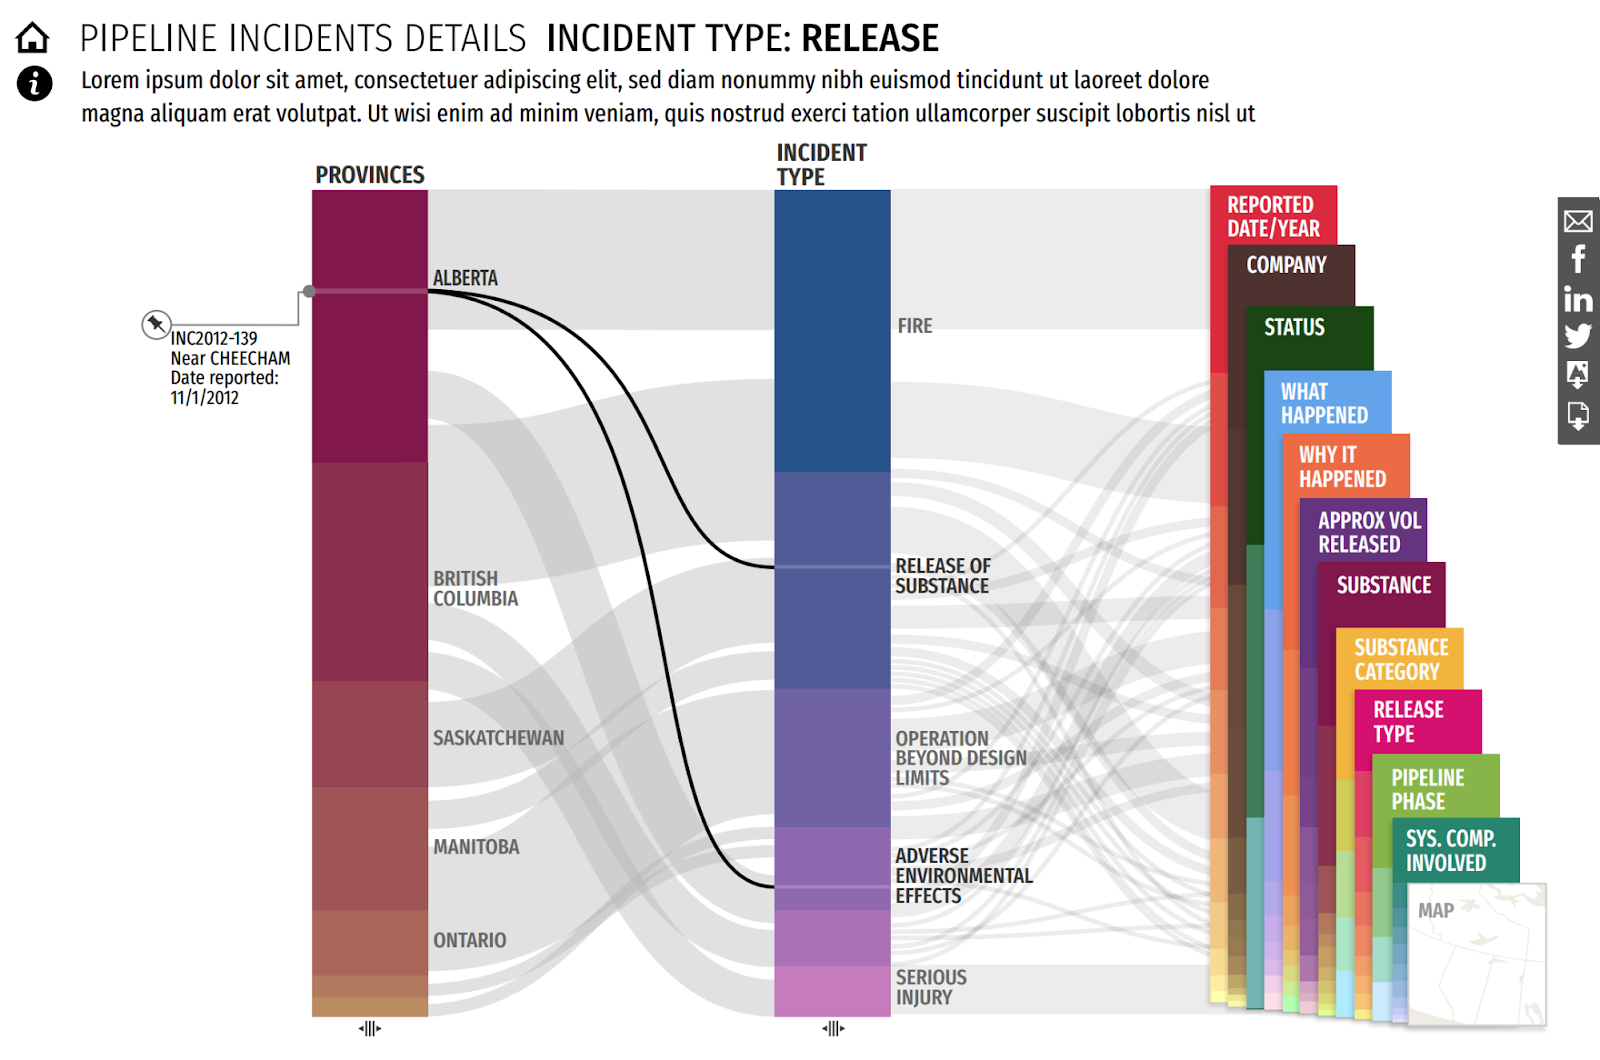 PIPELINE INCIDENTS DETAILS INCIDENT TYPE: RELEASE
Lorem ipsum dolor sit amet, consectetuer adipiscing elit, sed diam nonummy nibh euismod tincidunt ut laoreet dolore
magna aliquam erat volutpat. Ut wisi enim ad minim veniam, quis nostrud exerci tation ullamcorper suscipit lobortis nisl ut
PROVINCES
ALBERTA
INC2012-139
Near CHEECHAM
Date reported:
11/1/2012
BRITISH
COLUMBIA
SASKATCHEWAN
MANITOBA
ONTARIO
INCIDENT
TYPE
FIRE
RELEASE OF
SUBSTANCE
OPERATION
BEYOND DESIGN
LIMITS
ADVERSE
ENVIRONMENTAL
EFFECTS
SERIOUS
INJURY
REPORTED
DATE/YEAR
COMPANY
STATUS
WHAT
HAPPENED
WHY IT
HAPPENED
APPROX VOL
RELEASED
SUBSTANCE
SUBSTANCE
CATEGORY
RELEASE
TYPE
PIPELINE
PHASE
SYS. COMP.
INVOLVED
MAP